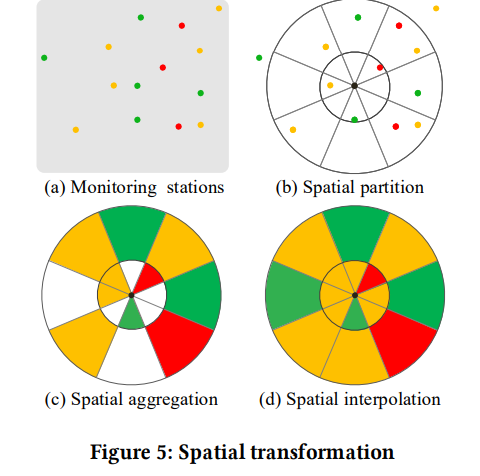 (a) Monitoring stations
(b) Spatial partition
(c) Spatial aggregation
(d) Spatial interpolation
Figure 5: Spatial transformation